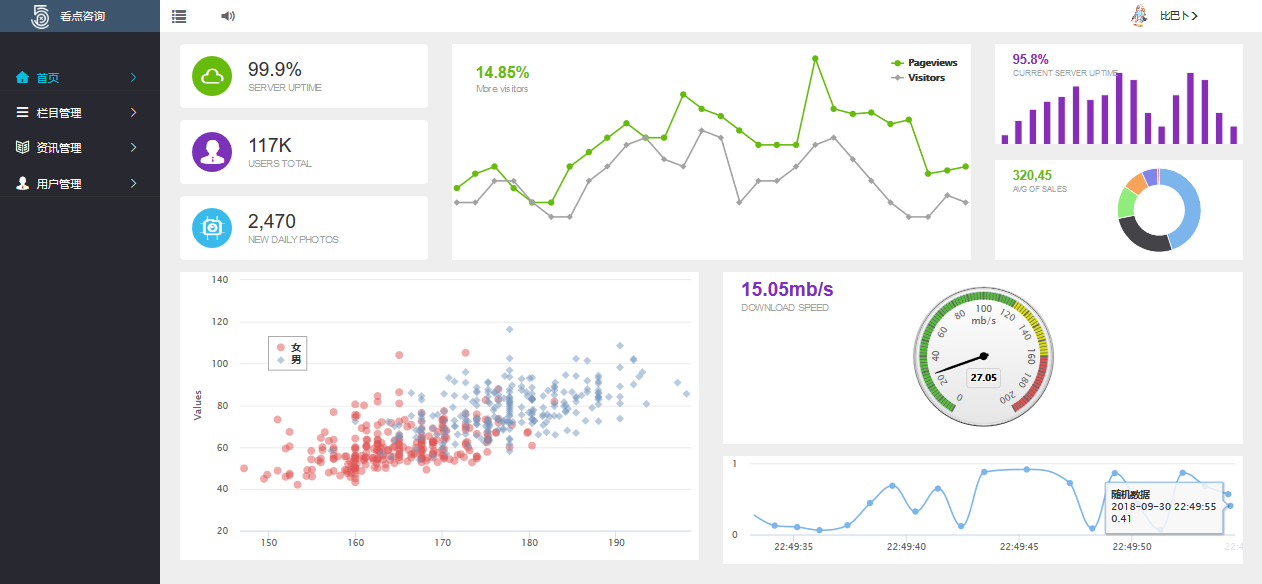 看点咨询
比巴卜
首页
栏目管理
资讯管理
用户管理
99.9%
SERVER UPTIME
117K
USERS TOTAL
2,470
NEW DAILY PHOTOS
14.85%
More visitors
Pageviews
Visitors
95.8%
CURRENT SERVER UPTIME
320,45
AVG OF SALES
140
120
100
80
60
40
20
Values
女
男
150
160
170
180
190
15.05mb/s
DOWNLOAD SPEED
0
20
40
60
80
100
120
140
160
180
200
mb/s
27.05
1
0
随机数据
2018-09-30 22:49:55
0.41
22:49:35
22:49:40
22:49:45
22:49:50
22:4